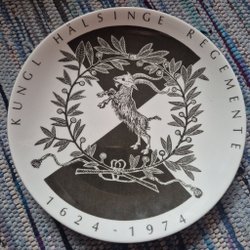 KUNGL HÄLSINGE REGEMENTE
1624 - 1974